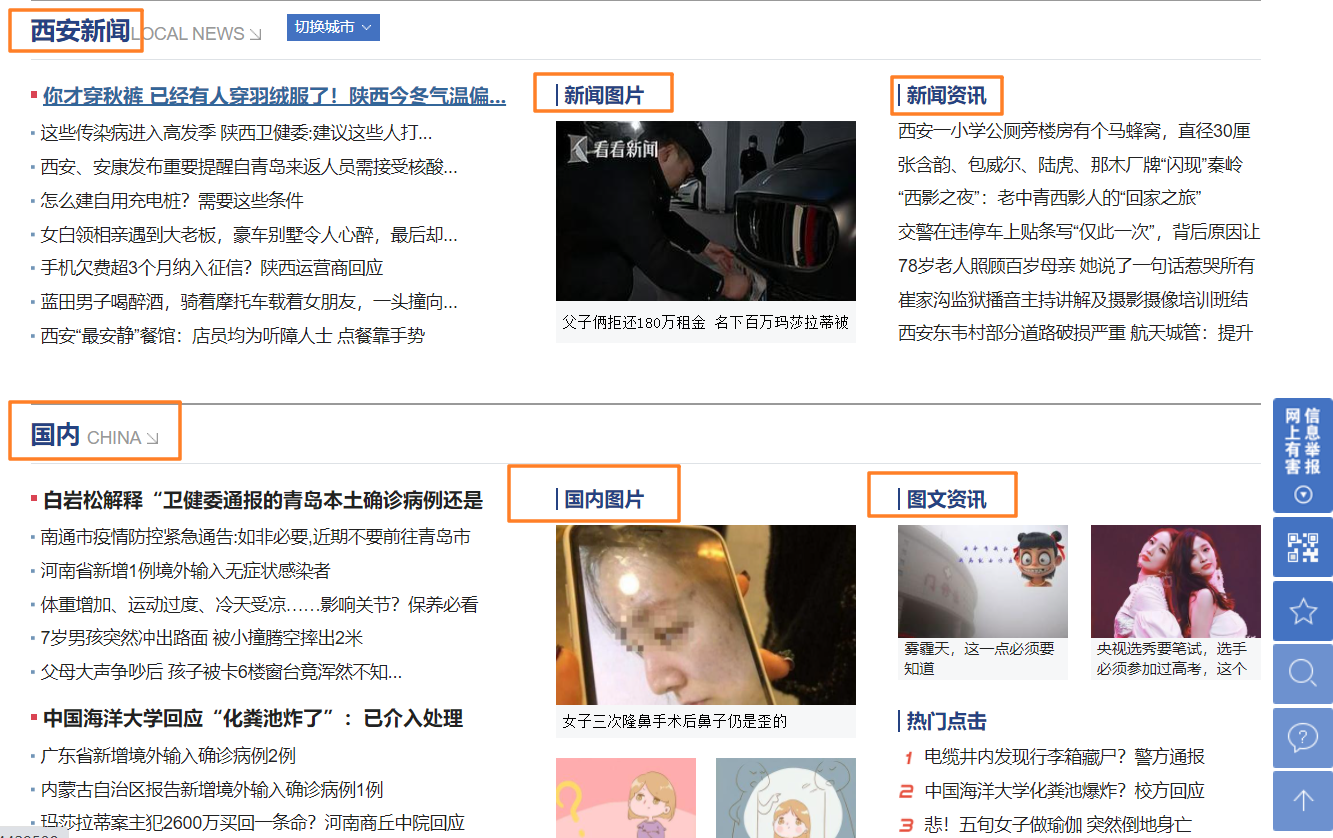 西安新闻 LOCAL NEWS
切换城市
你才穿秋裤 已经有人穿羽绒服了！陕西今冬气温偏...
这些传染病进入高发季 陕西卫健委:建议这些人打...
西安、安康发布重要提醒自青岛来返人员需接受核酸...
怎么建自用充电桩？需要这些条件
女白领相亲遇到大老板，豪车别墅令人心醉，最后却...
手机欠费超3个月纳入征信？陕西运营商回应
蓝田男子喝醉酒，骑着摩托车载着女朋友，一头撞向...
西安“最安静”餐馆：店员均为听障人士 点餐靠手势
新闻图片
看看新闻
父子俩拒还180万租金 名下百万玛莎拉蒂被
新闻资讯
西安一小学公厕旁楼房有个马蜂窝，直径30厘
张含韵、包威尔、陆虎、那木厂牌“闪现”秦岭
“西影之夜”：老中青西影人的“回家之旅”
交警在违停车上贴条写“仅此一次”，背后原因让
78岁老人照顾百岁母亲 她说了一句话惹哭所有
崔家沟监狱播音主持讲解及摄影摄像培训班结
西安东韦村部分道路破损严重 航天城管：提升
国内 CHINA
白岩松解释“卫健委通报的青岛本土确诊病例还是
南通市疫情防控紧急通告:如非必要,近期不要前往青岛市
河南省新增1例境外输入无症状感染者
体重增加、运动过度、冷天受凉……影响关节？保养必看
7岁男孩突然冲出路面 被小撞腾空摔出2米
父母大声争吵后 孩子被卡6楼窗台竟浑然不知...
中国海洋大学回应“化粪池炸了”：已介入处理
广东省新增境外输入确诊病例2例
内蒙古自治区报告新增境外输入确诊病例1例
玛莎拉蒂案主犯2600万买回一条命？河南商丘中院回应
国内图片
女子三次隆鼻手术后鼻子仍是歪的
图文资讯
雾霾天，这一点必须要
知道
央视选秀要笔试，选手
必须参加过高考，这个
热门点击
1 电缆井内发现行李箱藏尸？警方通报
2 中国海洋大学化粪池爆炸？校方回应
3 悲！五旬女子做瑜伽 突然倒地身亡
网上有害
信息举报